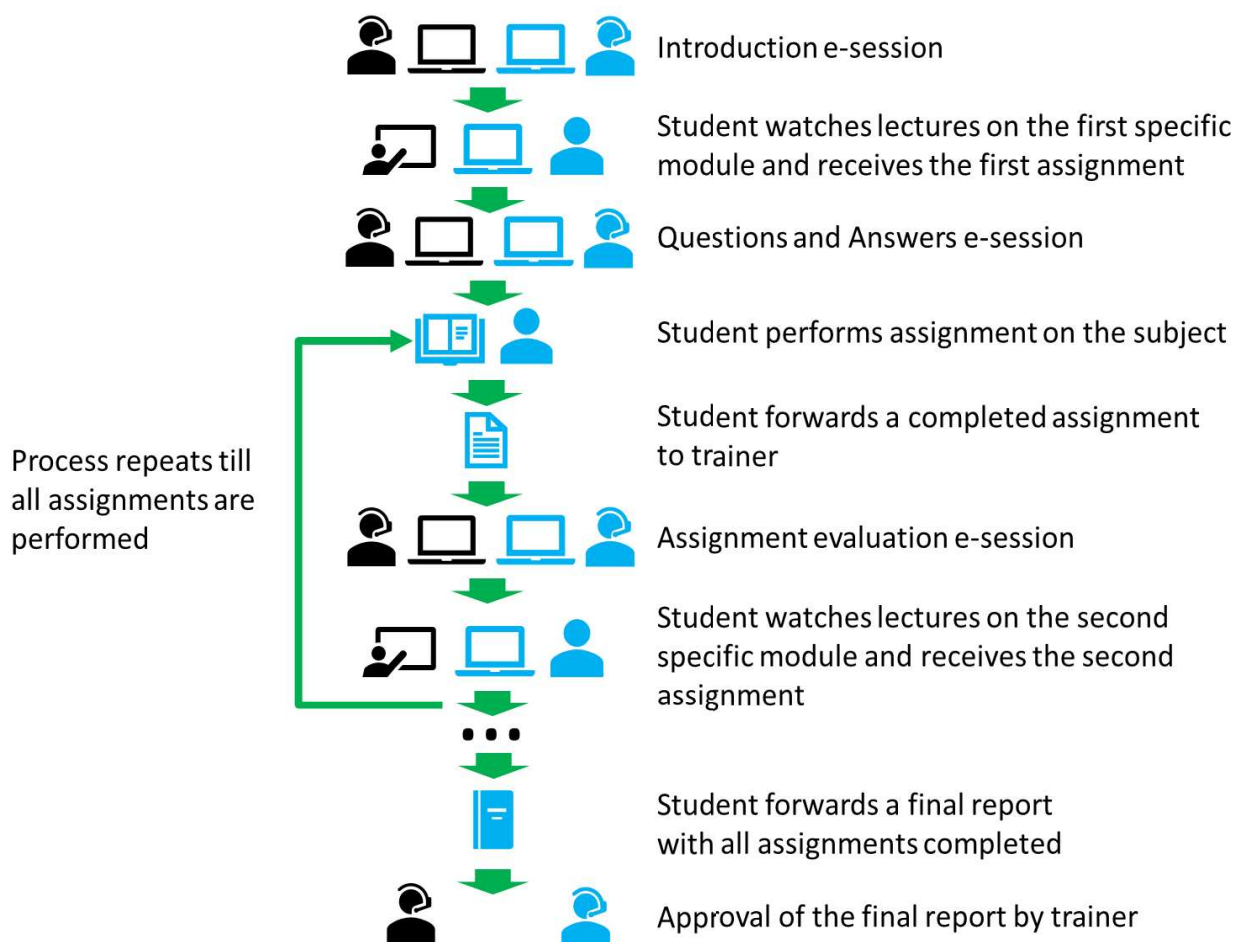 Introduction e-session
Student watches lectures on the first specific
module and receives the first assignment
Questions and Answers e-session
Student performs assignment on the subject
Student forwards a completed assignment
to trainer
Process repeats till
all assignments are
performed
Assignment evaluation e-session
Student watches lectures on the second
specific module and receives the second
assignment
...
Student forwards a final report
with all assignments completed
Approval of the final report by trainer